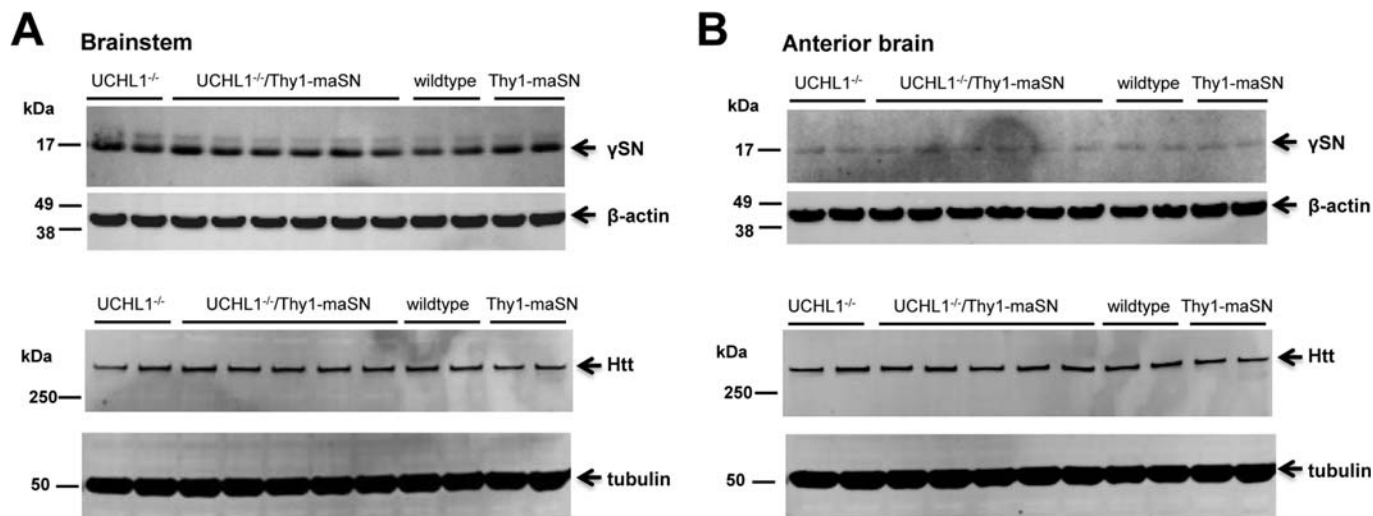 A Brainstem
UCHL1-/- UCHL1-/-/Thy1-maSN wildtype Thy1-maSN
kDa
17
γSN
49
38
β-actin
UCHL1-/- UCHL1-/-/Thy1-maSN wildtype Thy1-maSN
kDa
Htt
250
50
tubulin
B Anterior brain
UCHL1-/- UCHL1-/-/Thy1-maSN wildtype Thy1-maSN
kDa
17
γSN
49
38
β-actin
UCHL1-/- UCHL1-/-/Thy1-maSN wildtype Thy1-maSN
kDa
Htt
250
50
tubulin